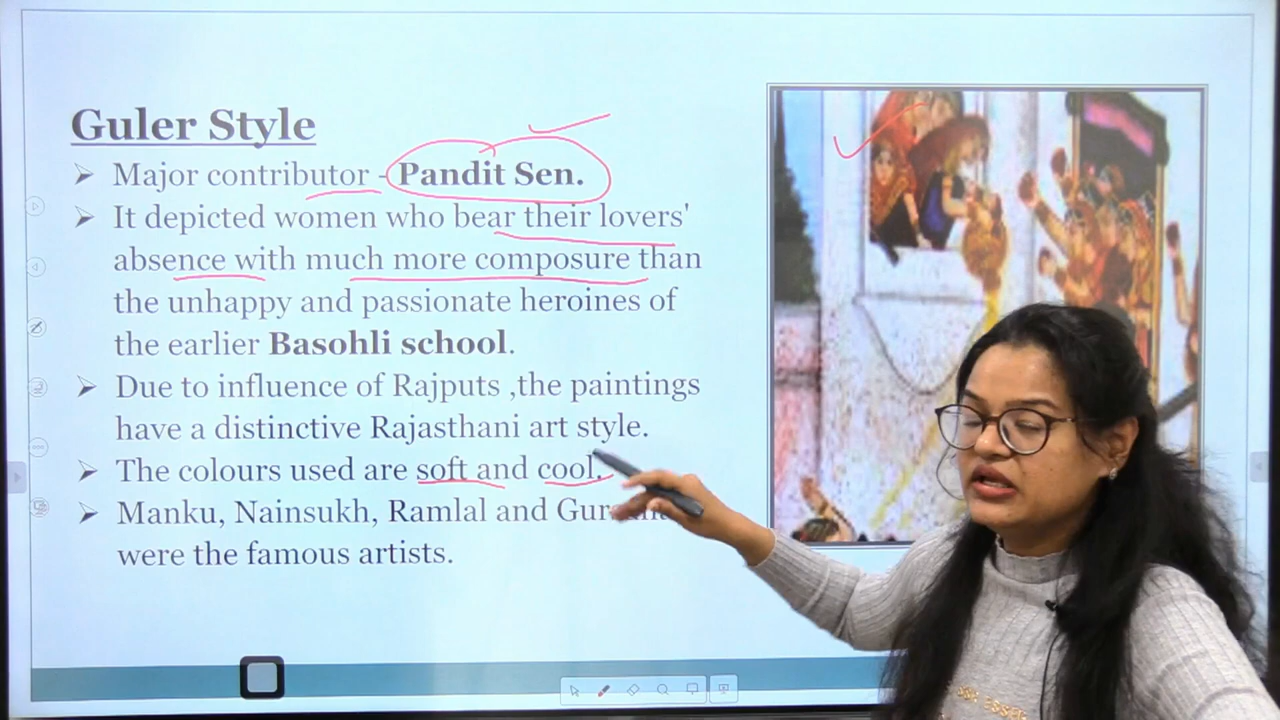 Guler Style
Major contributor - Pandit Sen.
It depicted women who bear their lovers'
absence with much more composure than
the unhappy and passionate heroines of
the earlier Basohli school.
Due to influence of Rajputs ,the paintings
have a distinctive Rajasthani art style.
The colours used are soft and cool.
Manku, Nainsukh, Ramlal and
were the famous artists.